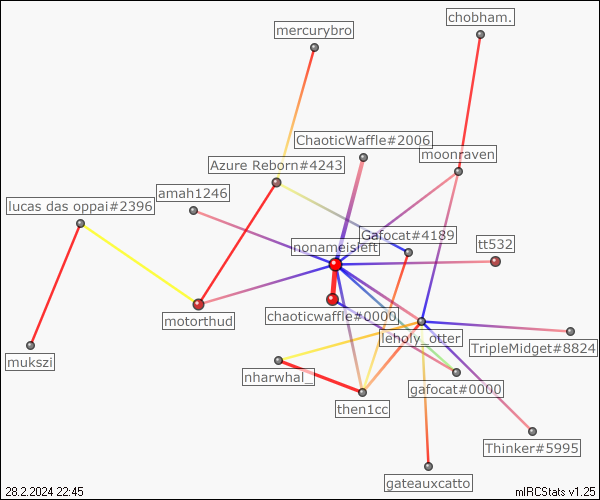 chobham.
mercurybro
ChaoticWaffle#2006
moonraven
Azure Reborn#4243
amah1246
lucas das oppai#2396
Gafocat#4189
nonameisleft
tt532
chaoticwaffle#0000
motorthud
leholy_otter
TripleMidget#8824
mukszi
nharwhal_
gafocat#0000
then1cc
Thinker#5995
gateauxcatto
28.2.2024 22:45
mIRCStats v1.25